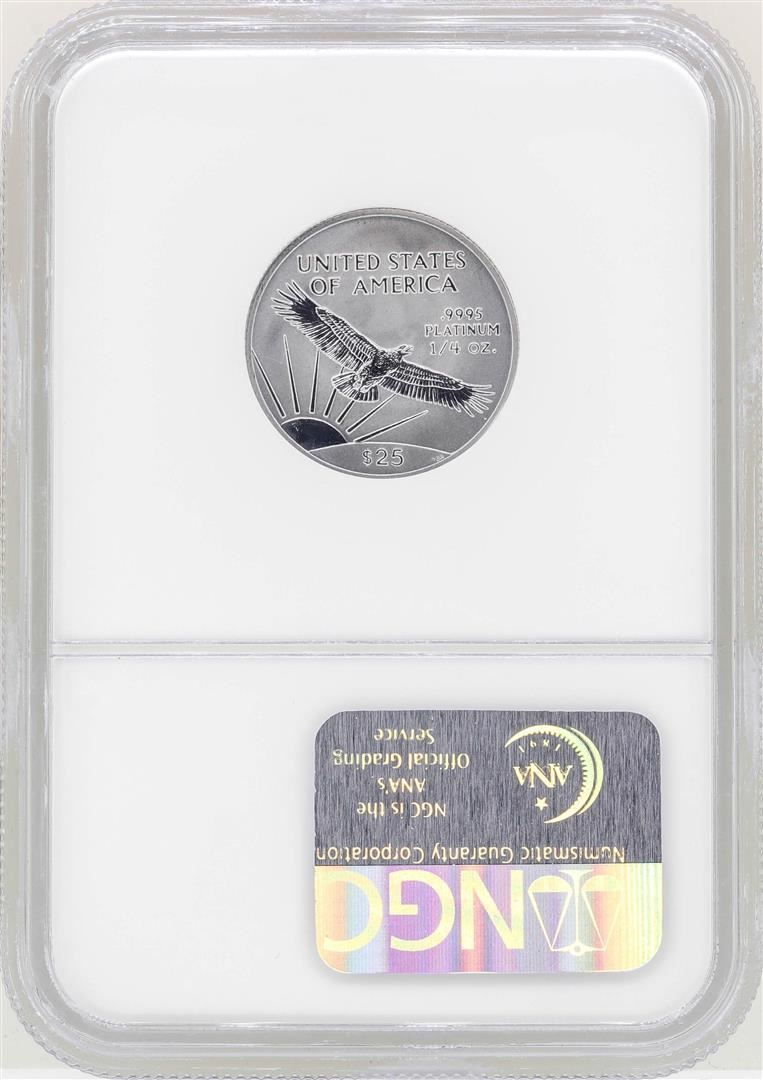 UNITED STATES
OF AMERICA
.9995
PLATINUM
1/4 OZ.
$25
NGC
Numismatic Guaranty Corporation
NGC is the
ANA's
Official Grading
Service
ANA
1891